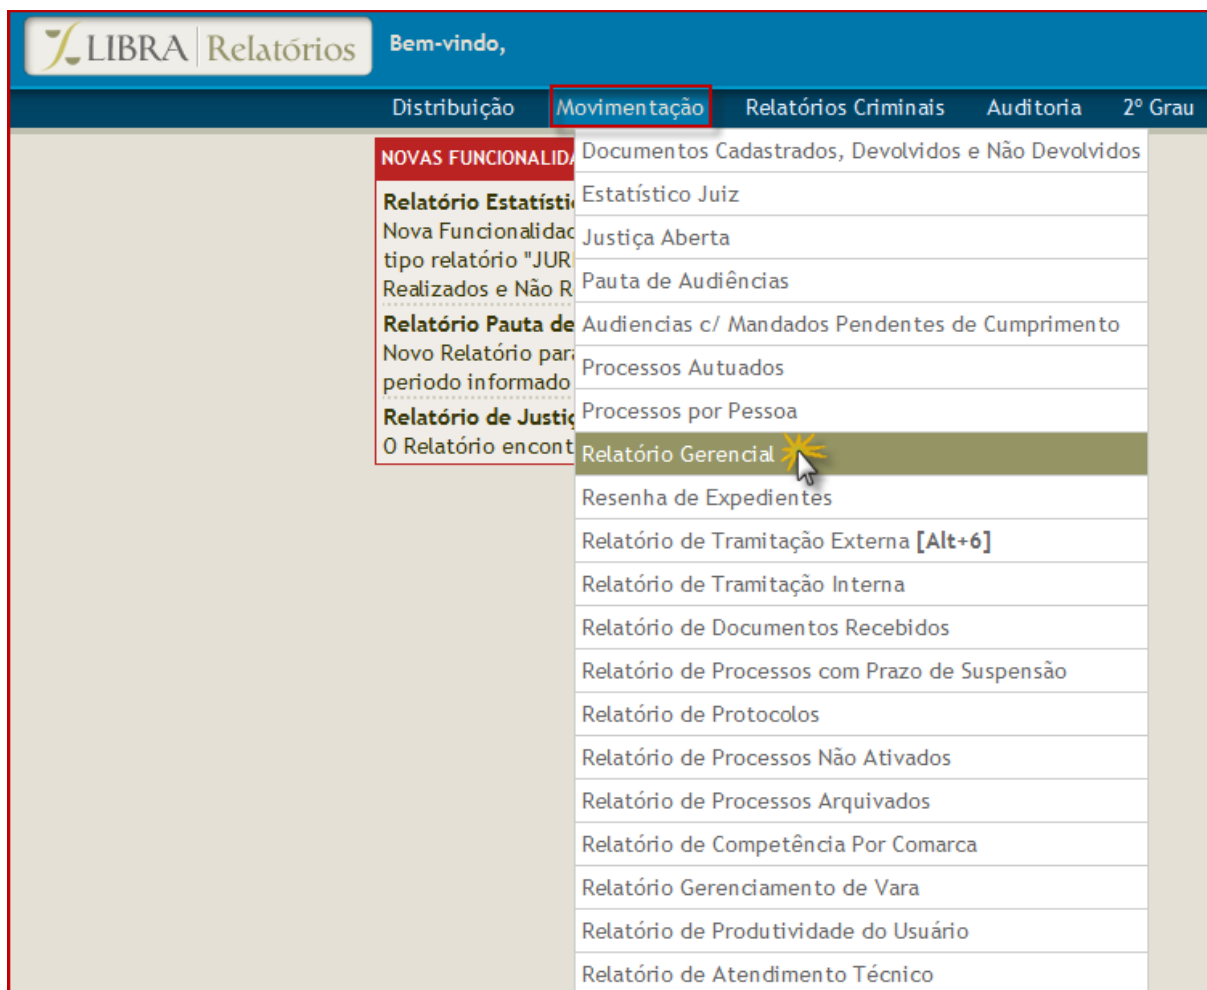 LIBRA Relatórios
Bem-vindo,
Distribuição Movimentação Relatórios Criminais Auditoria 2º Grau
NOVAS FUNCIONALIDA
Relatório Estatísti
Nova Funcionalidad
tipo relatório "JUR
Realizados e Não R
Relatório Pauta de
Novo Relatório para
periodo informado
Relatório de Justiç
O Relatório encont
Documentos Cadastrados, Devolvidos e Não Devolvidos
Estatístico Juiz
Justiça Aberta
Pauta de Audiências
Audiencias c/ Mandados Pendentes de Cumprimento
Processos Autuados
Processos por Pessoa
Relatório Gerencial
Resenha de Expedientes
Relatório de Tramitação Externa [Alt+6]
Relatório de Tramitação Interna
Relatório de Documentos Recebidos
Relatório de Processos com Prazo de Suspensão
Relatório de Protocolos
Relatório de Processos Não Ativados
Relatório de Processos Arquivados
Relatório de Competência Por Comarca
Relatório Gerenciamento de Vara
Relatório de Produtividade do Usuário
Relatório de Atendimento Técnico